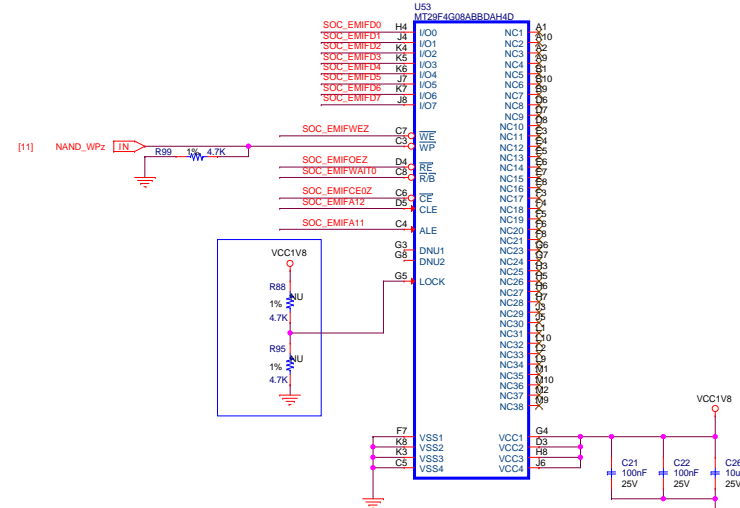 U53
MT29F4G08ABBDAH4D
SOC_EMIFD0 H4 I/O0 NC1 A1
SOC_EMIFD1 J4 I/O1 NC2 A10
SOC_EMIFD2 K4 I/O2 NC3 A2
SOC_EMIFD3 K5 I/O3 NC4 A9
SOC_EMIFD4 K6 I/O4 NC5 B1
SOC_EMIFD5 J7 I/O5 NC6 B10
SOC_EMIFD6 K7 I/O6 NC7 B9
SOC_EMIFD7 J8 I/O7 NC8 D6
NC9 D7
NC10 D8
SOC_EMIFWEZ C7 WE NC11 E3
[11] NAND_WPz IN C3 WP NC12 E4
R99 1% 4.7K NC13 E5
SOC_EMIFOEZ D4 RE NC14 E6
SOC_EMIFWAIT0 C8 R/B NC15 E7
NC16 E8
SOC_EMIFCE0Z C6 CE NC17 F3
SOC_EMIFA12 D5 CLE NC18 F4
NC19 F5
SOC_EMIFA11 C4 ALE NC20 F6
NC21 F8
G3 DNU1 NC23 G6
G8 DNU2 NC24 G7
NC25 H3
VCC1V8 G5 LOCK NC26 H5
NC27 H6
R88 NU NC28 H7
1% NC29 J3
4.7K NC30 J5
NC31 L1
NC32 L10
R95 NU NC33 L2
1% NC34 L9
4.7K NC35 M1
NC36 M10
NC37 M2
NC38 M9
VCC1V8
F7 VSS1 VCC1 G4
K8 VSS2 VCC2 D3
K3 VSS3 VCC3 H8
C5 VSS4 VCC4 J6
C21 C22 C26
100nF 100nF 10u
25V 25V 25V